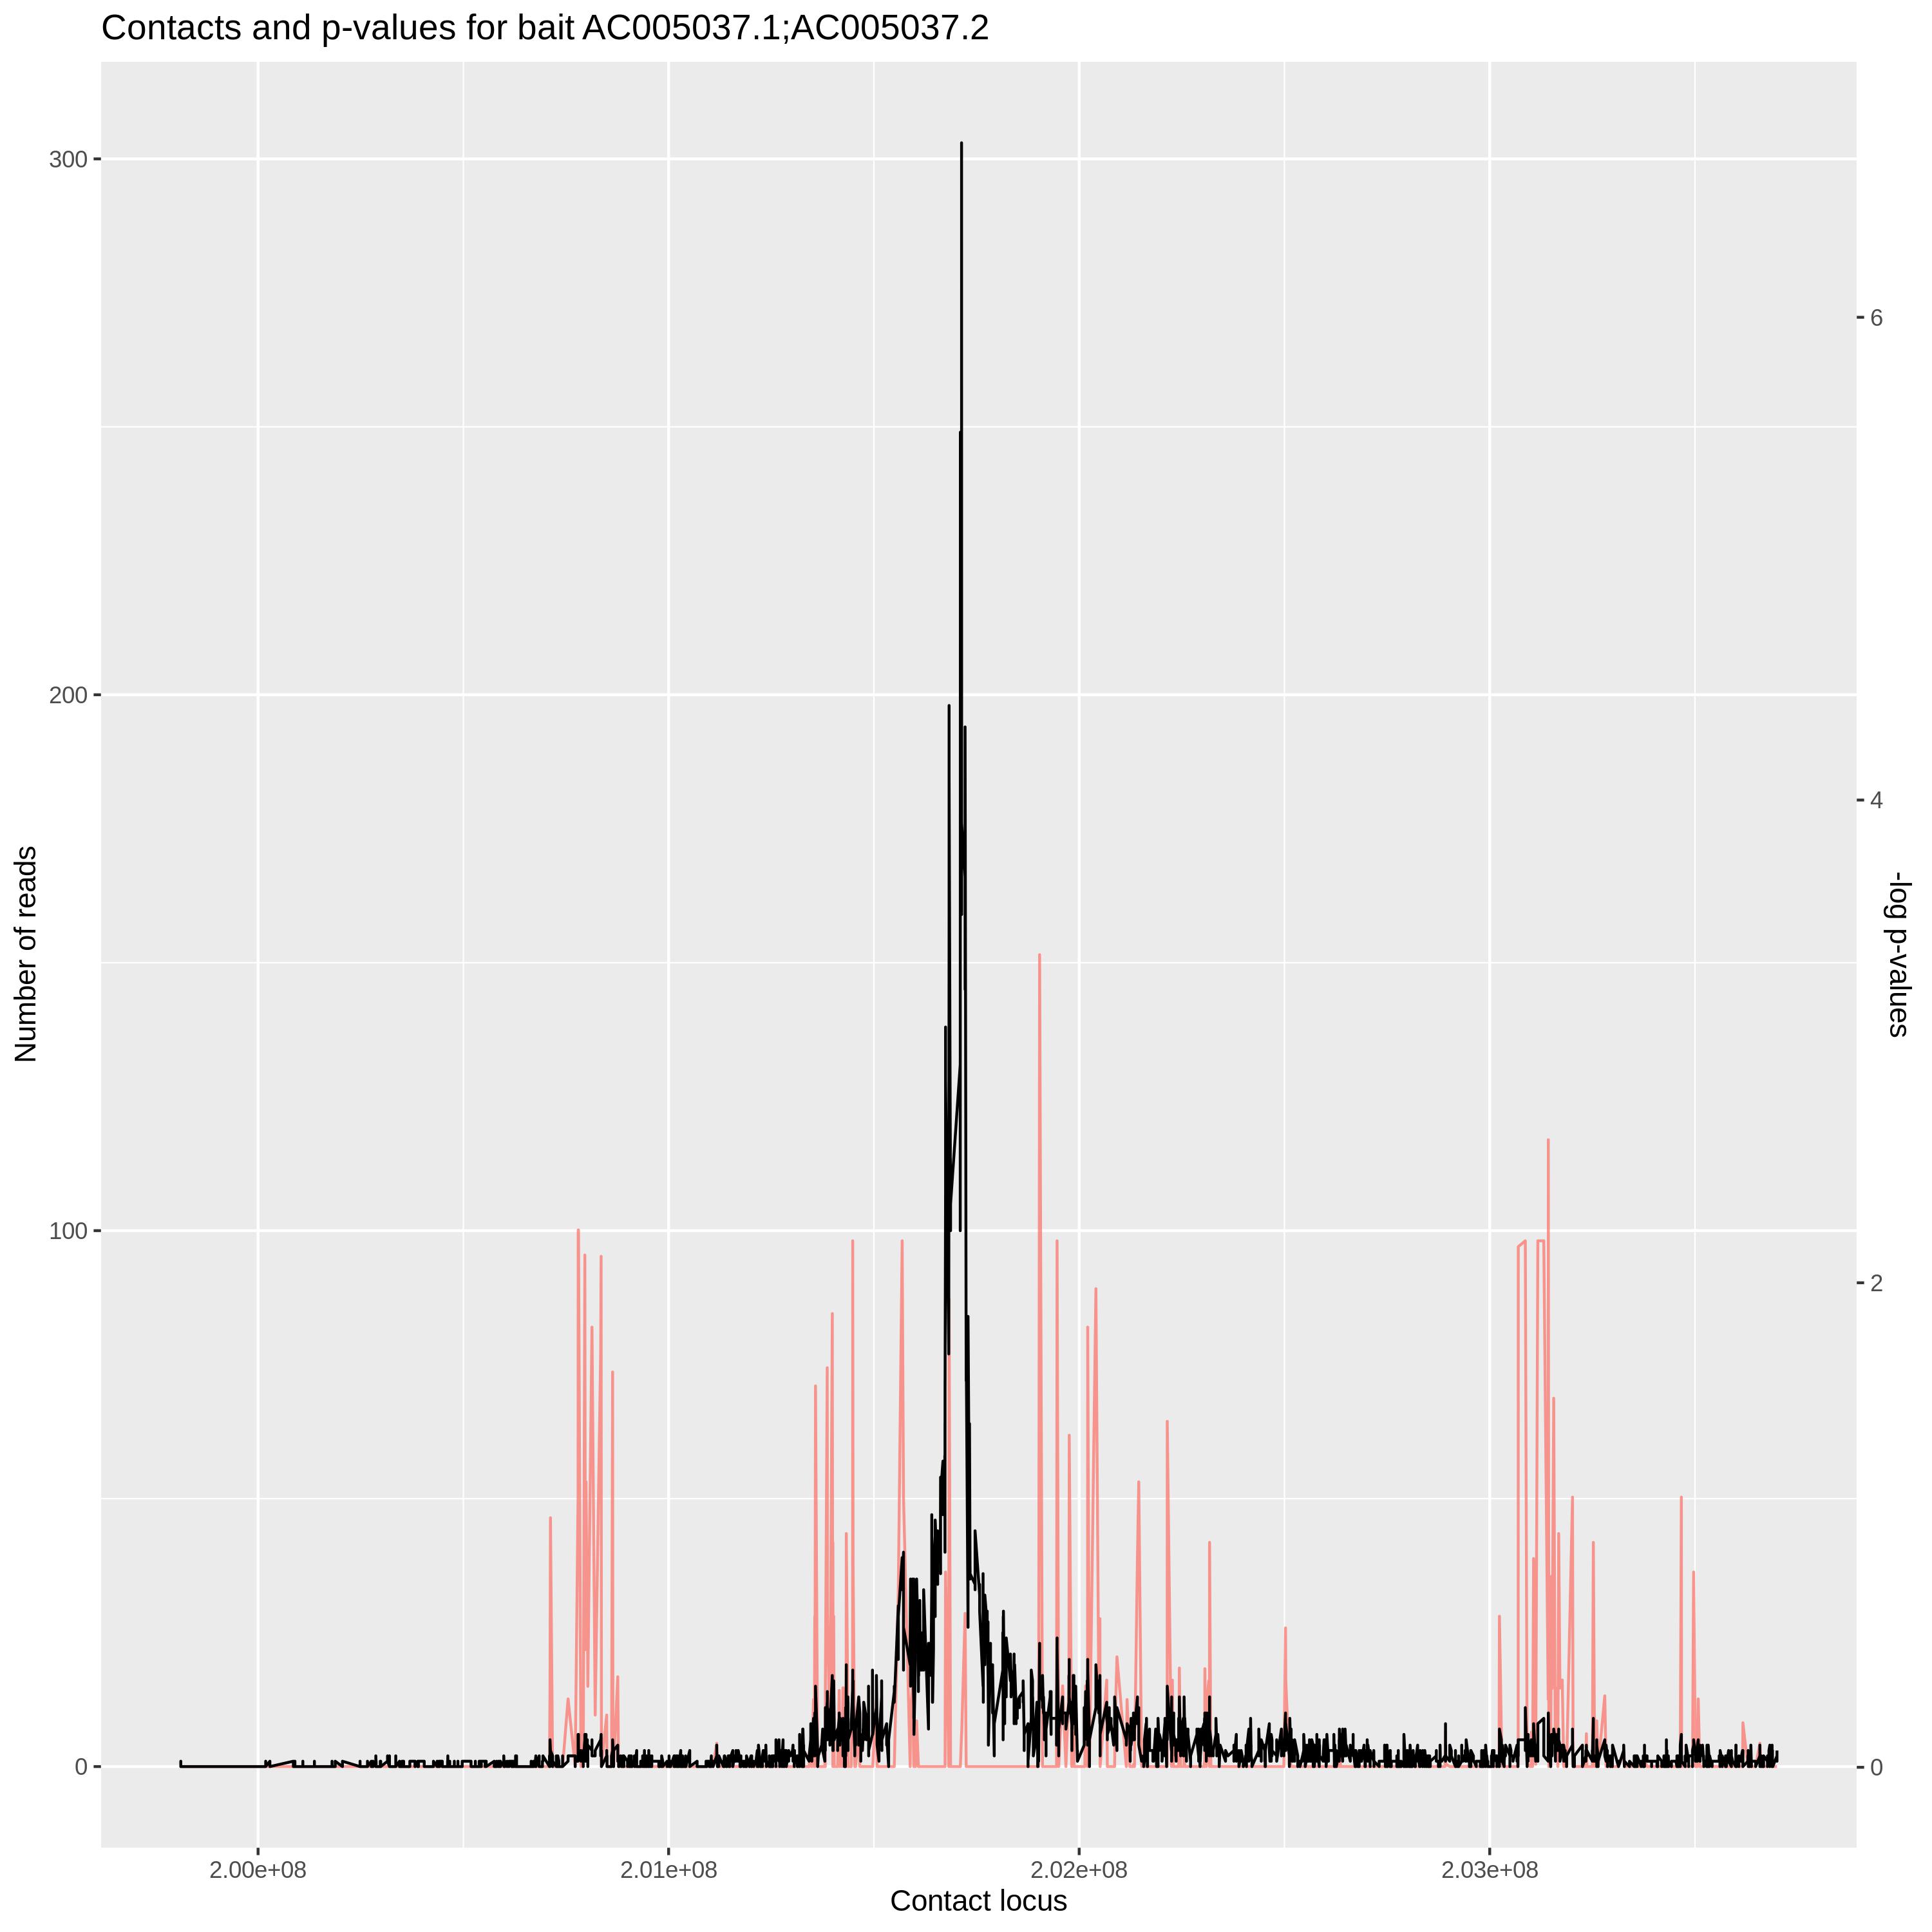 Contacts and p-values for bait AC005037.1;AC005037.2
300
200
100
0
Number of reads
6
4
2
0
-log p-values
2.00e+08 2.01e+08 2.02e+08 2.03e+08
Contact locus